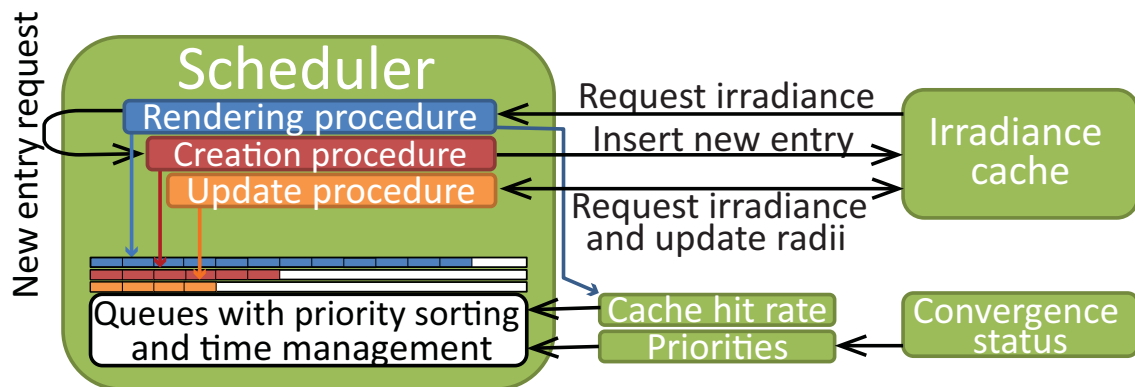 New entry request
Scheduler
Rendering procedure
Creation procedure
Update procedure
Request irradiance
Insert new entry
Request irradiance
and update radii
Irradiance
cache
Queues with priority sorting
and time management
Cache hit rate
Priorities
Convergence
status